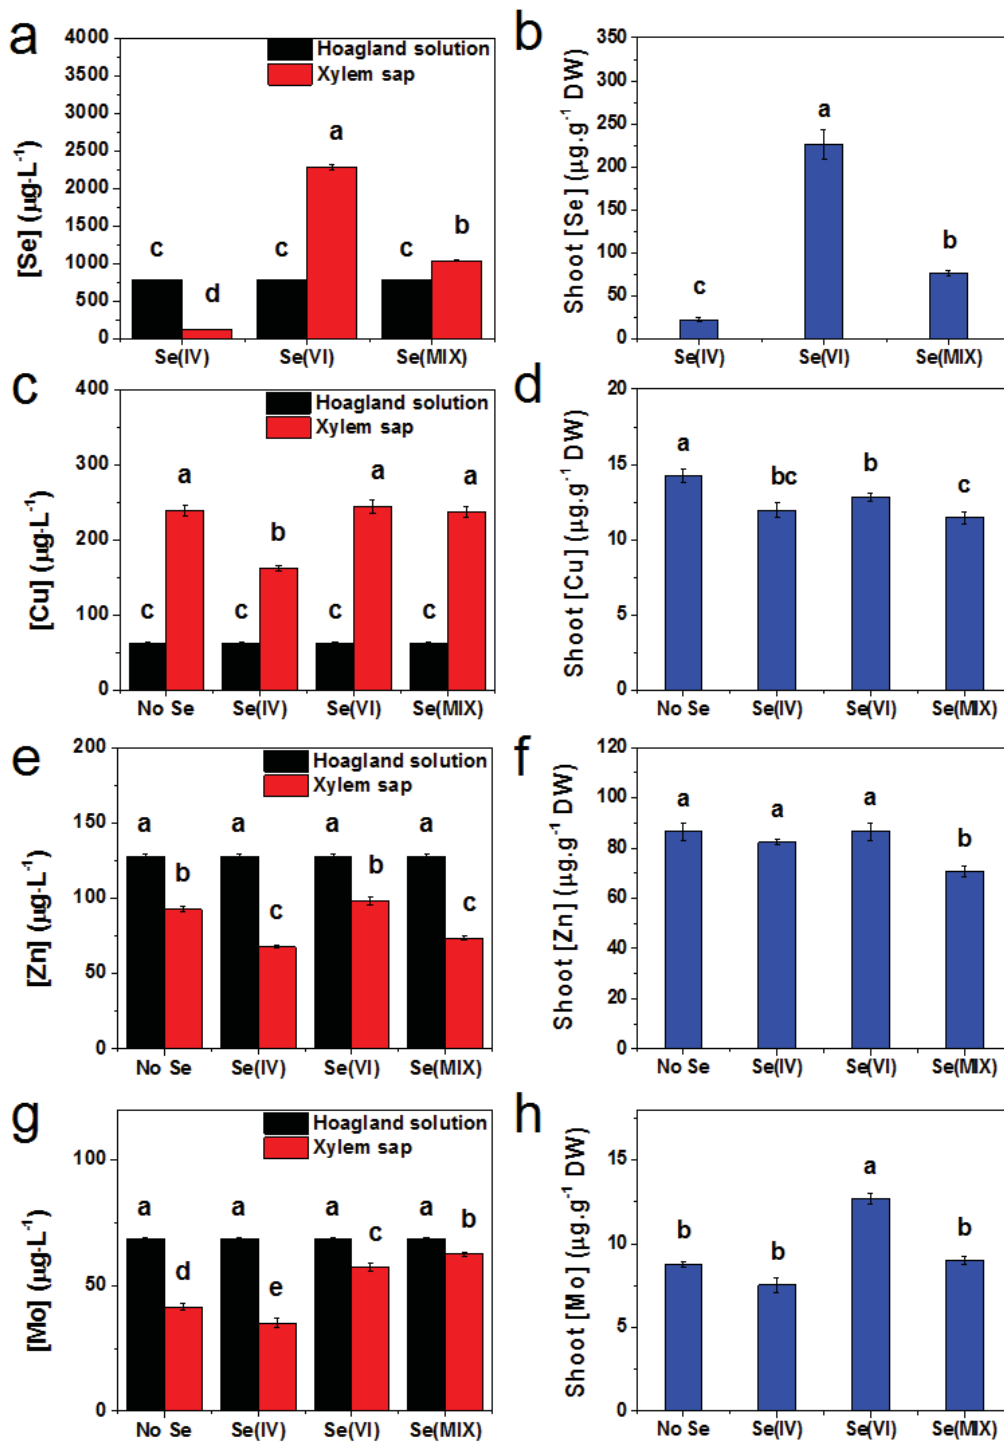 a
[Se] (µg·L⁻¹)
4000
3500
3000
2500
2000
1500
1000
500
0
Hoagland solution
Xylem sap
c
d
c
a
c
b
Se(IV) Se(VI) Se(MIX)
b
Shoot [Se] (µg.g⁻¹ DW)
350
300
250
200
150
100
50
0
c
a
b
Se(IV) Se(VI) Se(MIX)
c
[Cu] (µg·L⁻¹)
400
300
200
100
0
Hoagland solution
Xylem sap
c
a
c
b
c
a
c
a
No Se Se(IV) Se(VI) Se(MIX)
d
Shoot [Cu] (µg.g⁻¹ DW)
20
15
10
5
0
a
bc
b
c
No Se Se(IV) Se(VI) Se(MIX)
e
[Zn] (µg·L⁻¹)
200
150
100
50
0
Hoagland solution
Xylem sap
a
b
a
c
a
b
a
c
No Se Se(IV) Se(VI) Se(MIX)
f
Shoot [Zn] (µg.g⁻¹ DW)
120
100
80
60
40
20
0
a
a
a
b
No Se Se(IV) Se(VI) Se(MIX)
g
[Mo] (µg·L⁻¹)
100
50
0
Hoagland solution
Xylem sap
a
d
a
e
a
c
a
b
No Se Se(IV) Se(VI) Se(MIX)
h
Shoot [Mo] (µg.g⁻¹ DW)
15
10
5
0
b
b
a
b
No Se Se(IV) Se(VI) Se(MIX)